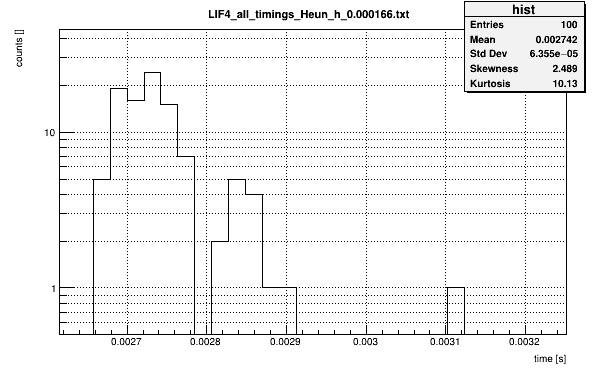 LIF4_all_timings_Heun_h_0.000166.txt
hist
Entries 100
Mean 0.002742
Std Dev 6.355e−05
Skewness 2.489
Kurtosis 10.13
counts []
10
1
0.0027 0.0028 0.0029 0.003 0.0031 0.0032
time [s]